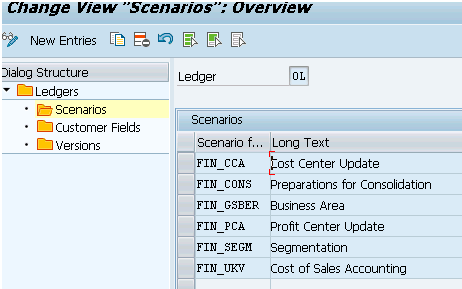 Change View "Scenarios": Overview
New Entries
Dialog Structure
Ledgers
Scenarios
Customer Fields
Versions
Ledger 0L
Scenarios
Scenario f... Long Text
FIN_CCA Cost Center Update
FIN_CONS Preparations for Consolidation
FIN_GSBER Business Area
FIN_PCA Profit Center Update
FIN_SEGM Segmentation
FIN_UKV Cost of Sales Accounting